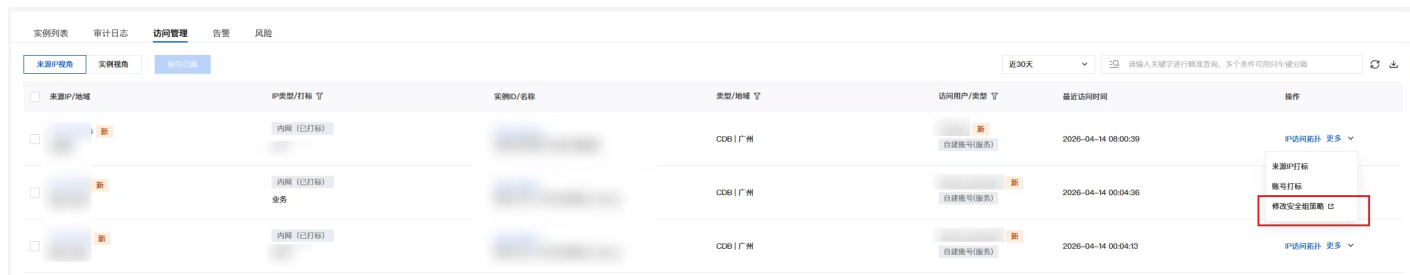 实例列表 审计日志 访问管理 告警 风险
来源IP视角 实例视角 标为已阅 近30天 请输入关键字进行精准查询，多个条件可用回车键分隔
来源IP/地域 IP类型/打标 实例ID/名称 类型/地域 访问用户/类型 最近访问时间 操作
新 内网（已打标） CDB | 广州 新 自建账号(服务) 2026-04-14 08:00:39 IP访问拓扑 更多
来源IP打标
账号打标
修改安全组策略
新 内网（已打标） 业务 CDB | 广州 新 自建账号(服务) 2026-04-14 00:04:36
新 内网（已打标） CDB | 广州 新 自建账号(服务) 2026-04-14 00:04:13 IP访问拓扑 更多